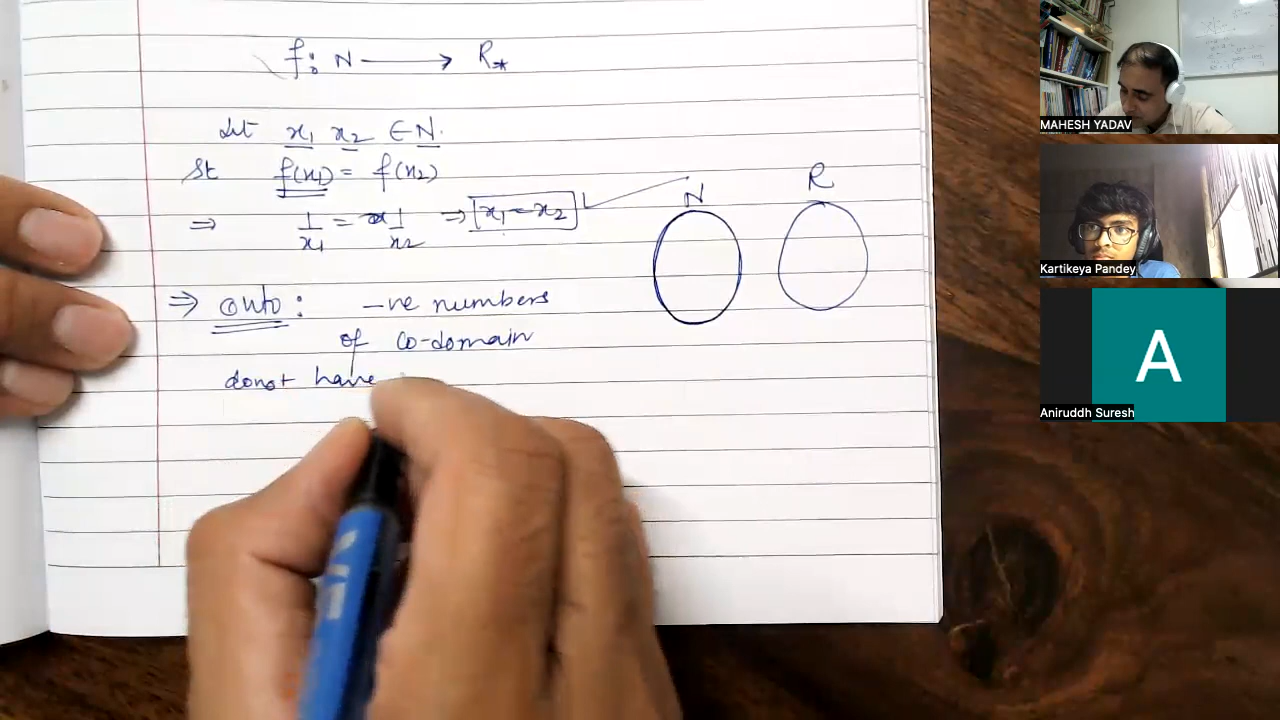 f: N → R*
Let x1 x2 ∈ N.
St f(x1) = f(x2)
⇒ 1/x1 = 1/x2 ⇒ x1 = x2
N R
⇒ onto: -ve numbers
of co-domain
donot have
MAHESH YADAV
Kartikeya Pandey
A
Aniruddh Suresh